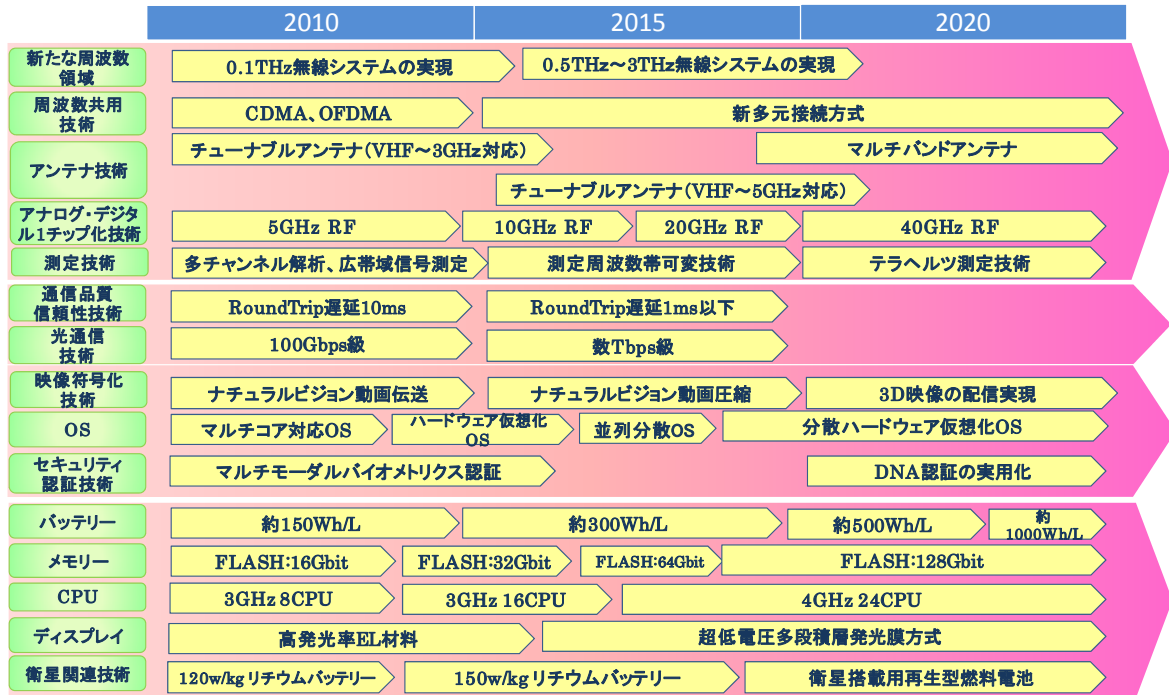 2010 2015 2020
新たな周波数
領域
0.1THz無線システムの実現
0.5THz～3THz無線システムの実現
周波数共用
技術
CDMA、OFDMA
新多元接続方式
アンテナ技術
チューナブルアンテナ(VHF～3GHz対応)
マルチバンドアンテナ
チューナブルアンテナ(VHF～5GHz対応)
アナログ・デジタ
ル1チップ化技術
5GHz RF
10GHz RF
20GHz RF
40GHz RF
測定技術
多チャンネル解析、広帯域信号測定
測定周波数帯可変技術
テラヘルツ測定技術
通信品質
信頼性技術
RoundTrip遅延10ms
RoundTrip遅延1ms以下
光通信
技術
100Gbps級
数Tbps級
映像符号化
技術
ナチュラルビジョン動画伝送
ナチュラルビジョン動画圧縮
3D映像の配信実現
OS
マルチコア対応OS
ハードウェア仮想化
OS
並列分散OS
分散ハードウェア仮想化OS
セキュリティ
認証技術
マルチモーダルバイオメトリクス認証
DNA認証の実用化
バッテリー
約150Wh/L
約300Wh/L
約500Wh/L
約
1000Wh/L
メモリー
FLASH:16Gbit
FLASH:32Gbit
FLASH:64Gbit
FLASH:128Gbit
CPU
3GHz 8CPU
3GHz 16CPU
4GHz 24CPU
ディスプレイ
高発光率EL材料
超低電圧多段積層発光膜方式
衛星関連技術
120w/kgリチウムバッテリー
150w/kgリチウムバッテリー
衛星搭載用再生型燃料電池